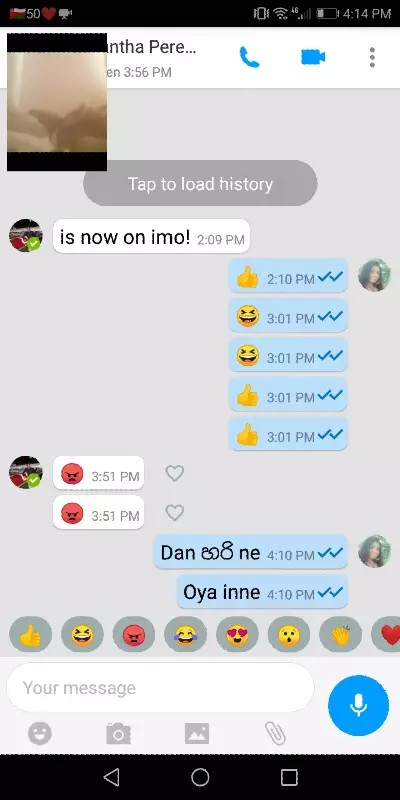 50
4G
4:14 PM
antha Pere...
en 3:56 PM
Tap to load history
is now on imo! 2:09 PM
2:10 PM
3:01 PM
3:01 PM
3:01 PM
3:01 PM
3:51 PM
3:51 PM
Dan හරි ne 4:10 PM
Oya inne 4:10 PM
Your message